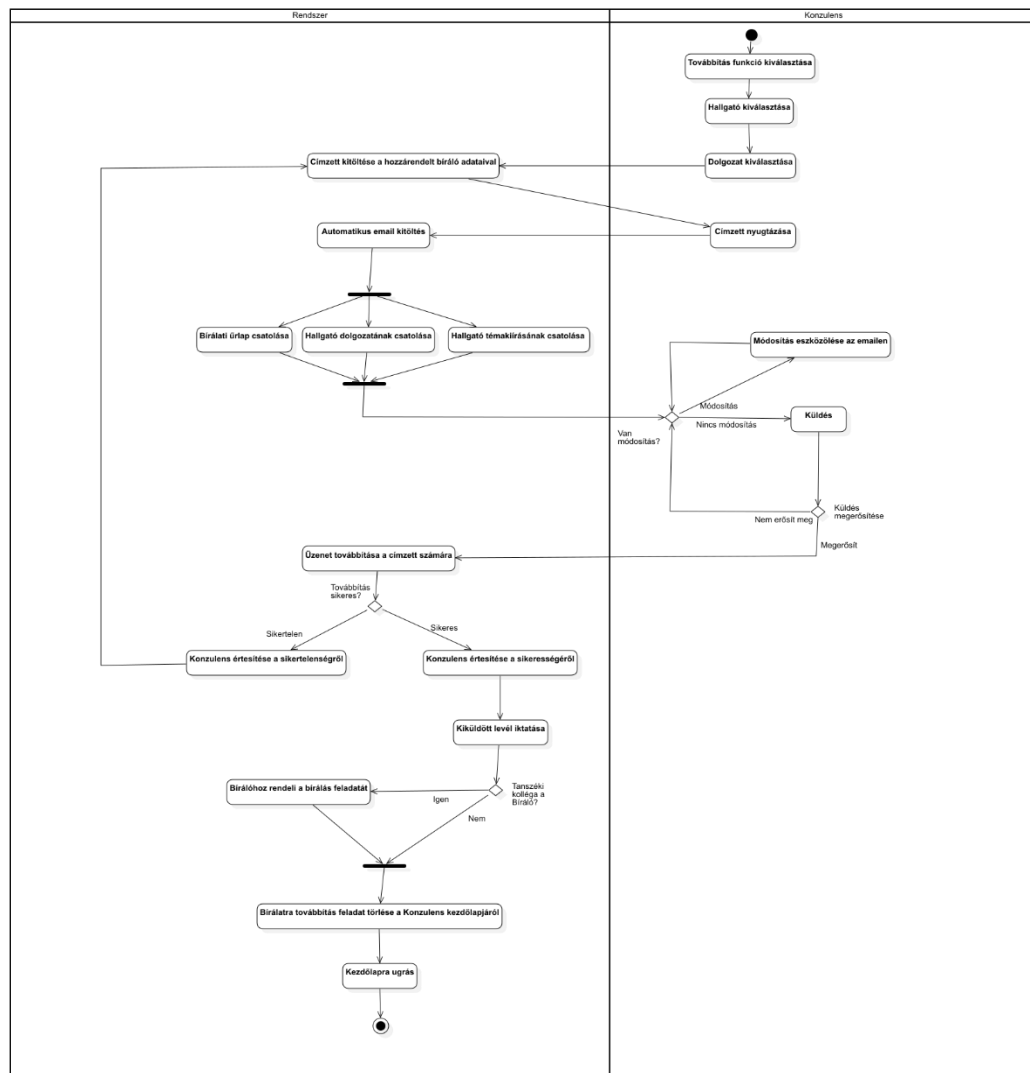 Rendszer
Konzulens
Továbbítás funkció kiválasztása
Hallgató kiválasztása
Címzett kitöltése a hozzárendelt bíráló adataival
Dolgozat kiválasztása
Automatikus email kitöltés
Címzett nyugtázása
Bírálati űrlap csatolása
Hallgató dolgozatának csatolása
Hallgató témakiírásának csatolása
Módosítás eszközölése az emailen
Módosítás
Küldés
Van
módosítás?
Nincs módosítás
Nem erősít meg
Küldés
megerősítése
Megerősít
Üzenet továbbítása a címzett számára
Továbbítás
sikeres?
Sikertelen
Sikeres
Konzulens értesítése a sikertelenségről
Konzulens értesítése a sikerességéről
Kiküldött levél iktatása
Bírálóhoz rendeli a bírálás feladatát
Tanszéki
kolléga a
Bíráló?
Igen
Nem
Bírálatra továbbítás feladat törlése a Konzulens kezdőlapjáról
Kezdőlapra ugrás